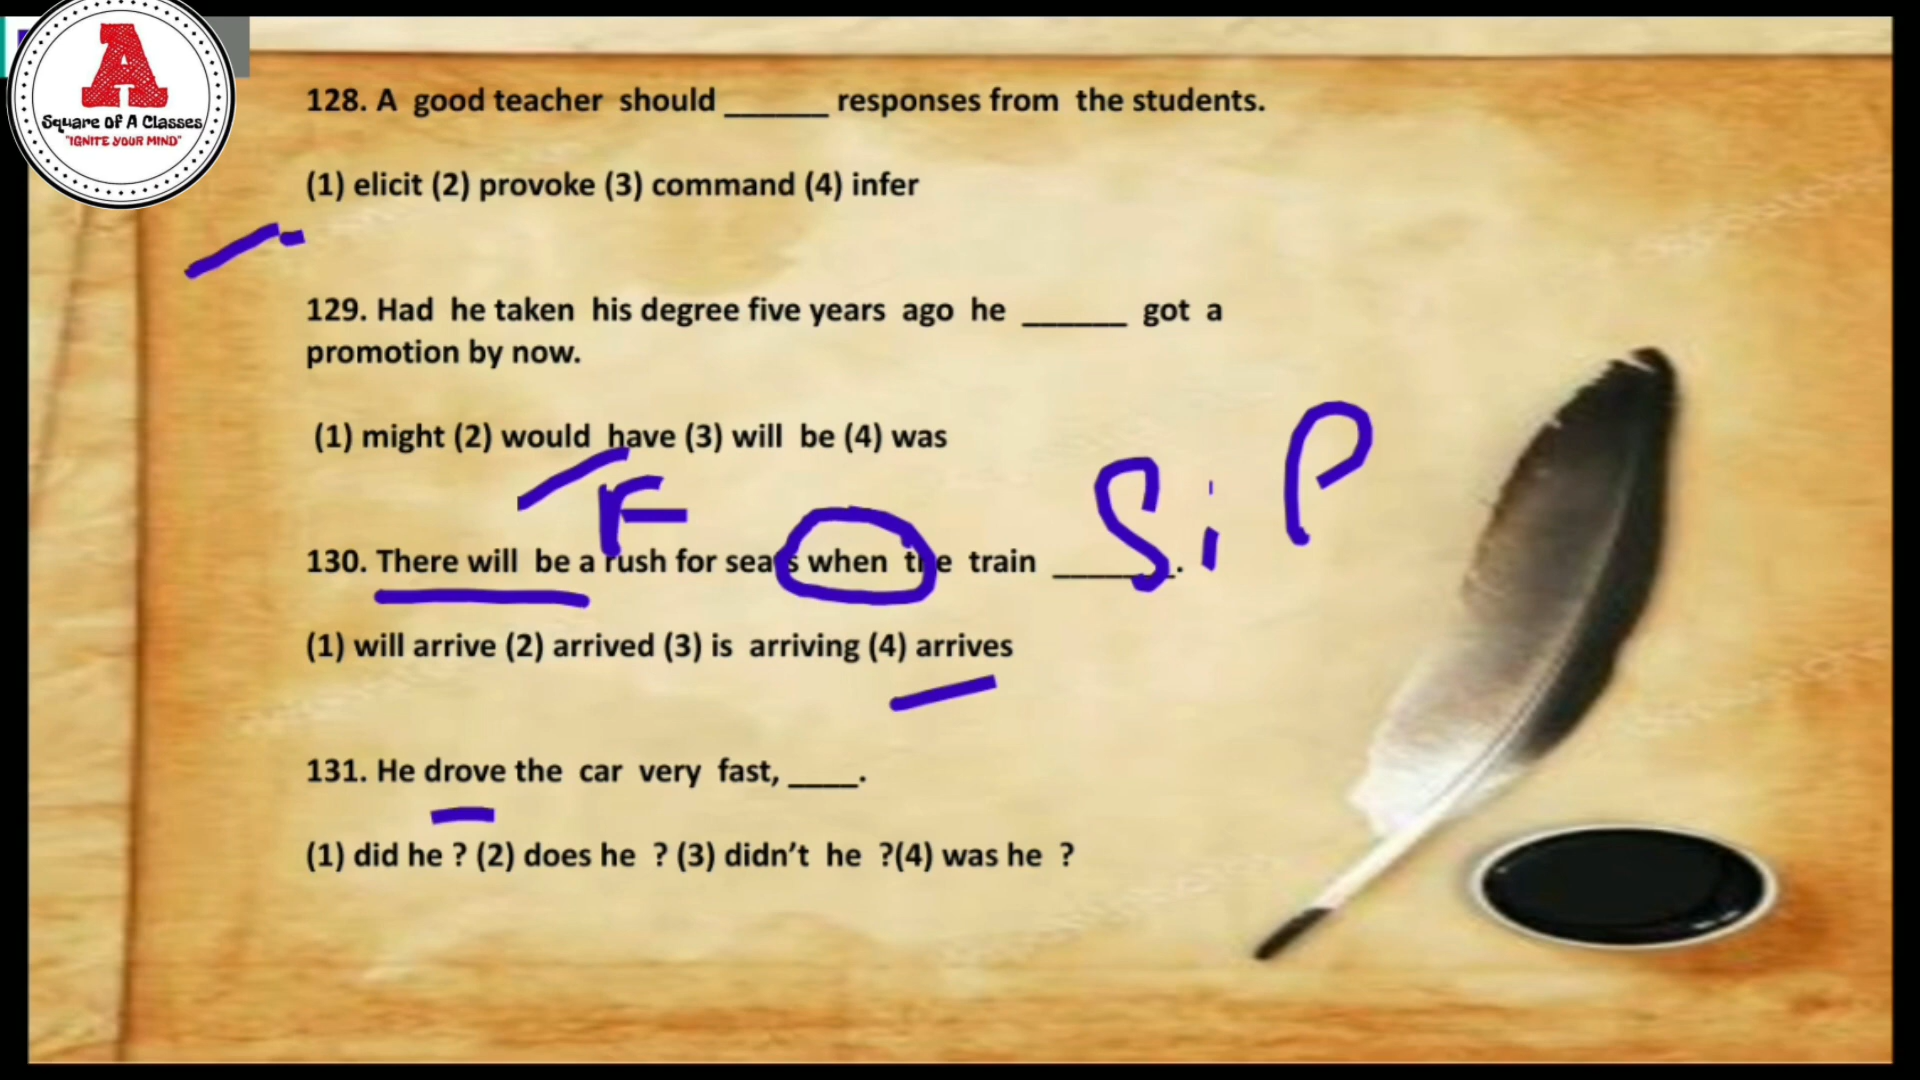 A
Square Of A Classes
"IGNITE YOUR MIND"
128. A good teacher should ______ responses from the students.
(1) elicit (2) provoke (3) command (4) infer
129. Had he taken his degree five years ago he ______ got a
promotion by now.
(1) might (2) would have (3) will be (4) was
F
S i P
130. There will be a rush for seats when the train _______.
(1) will arrive (2) arrived (3) is arriving (4) arrives
131. He drove the car very fast, ____.
(1) did he ? (2) does he ? (3) didn't he ?(4) was he ?